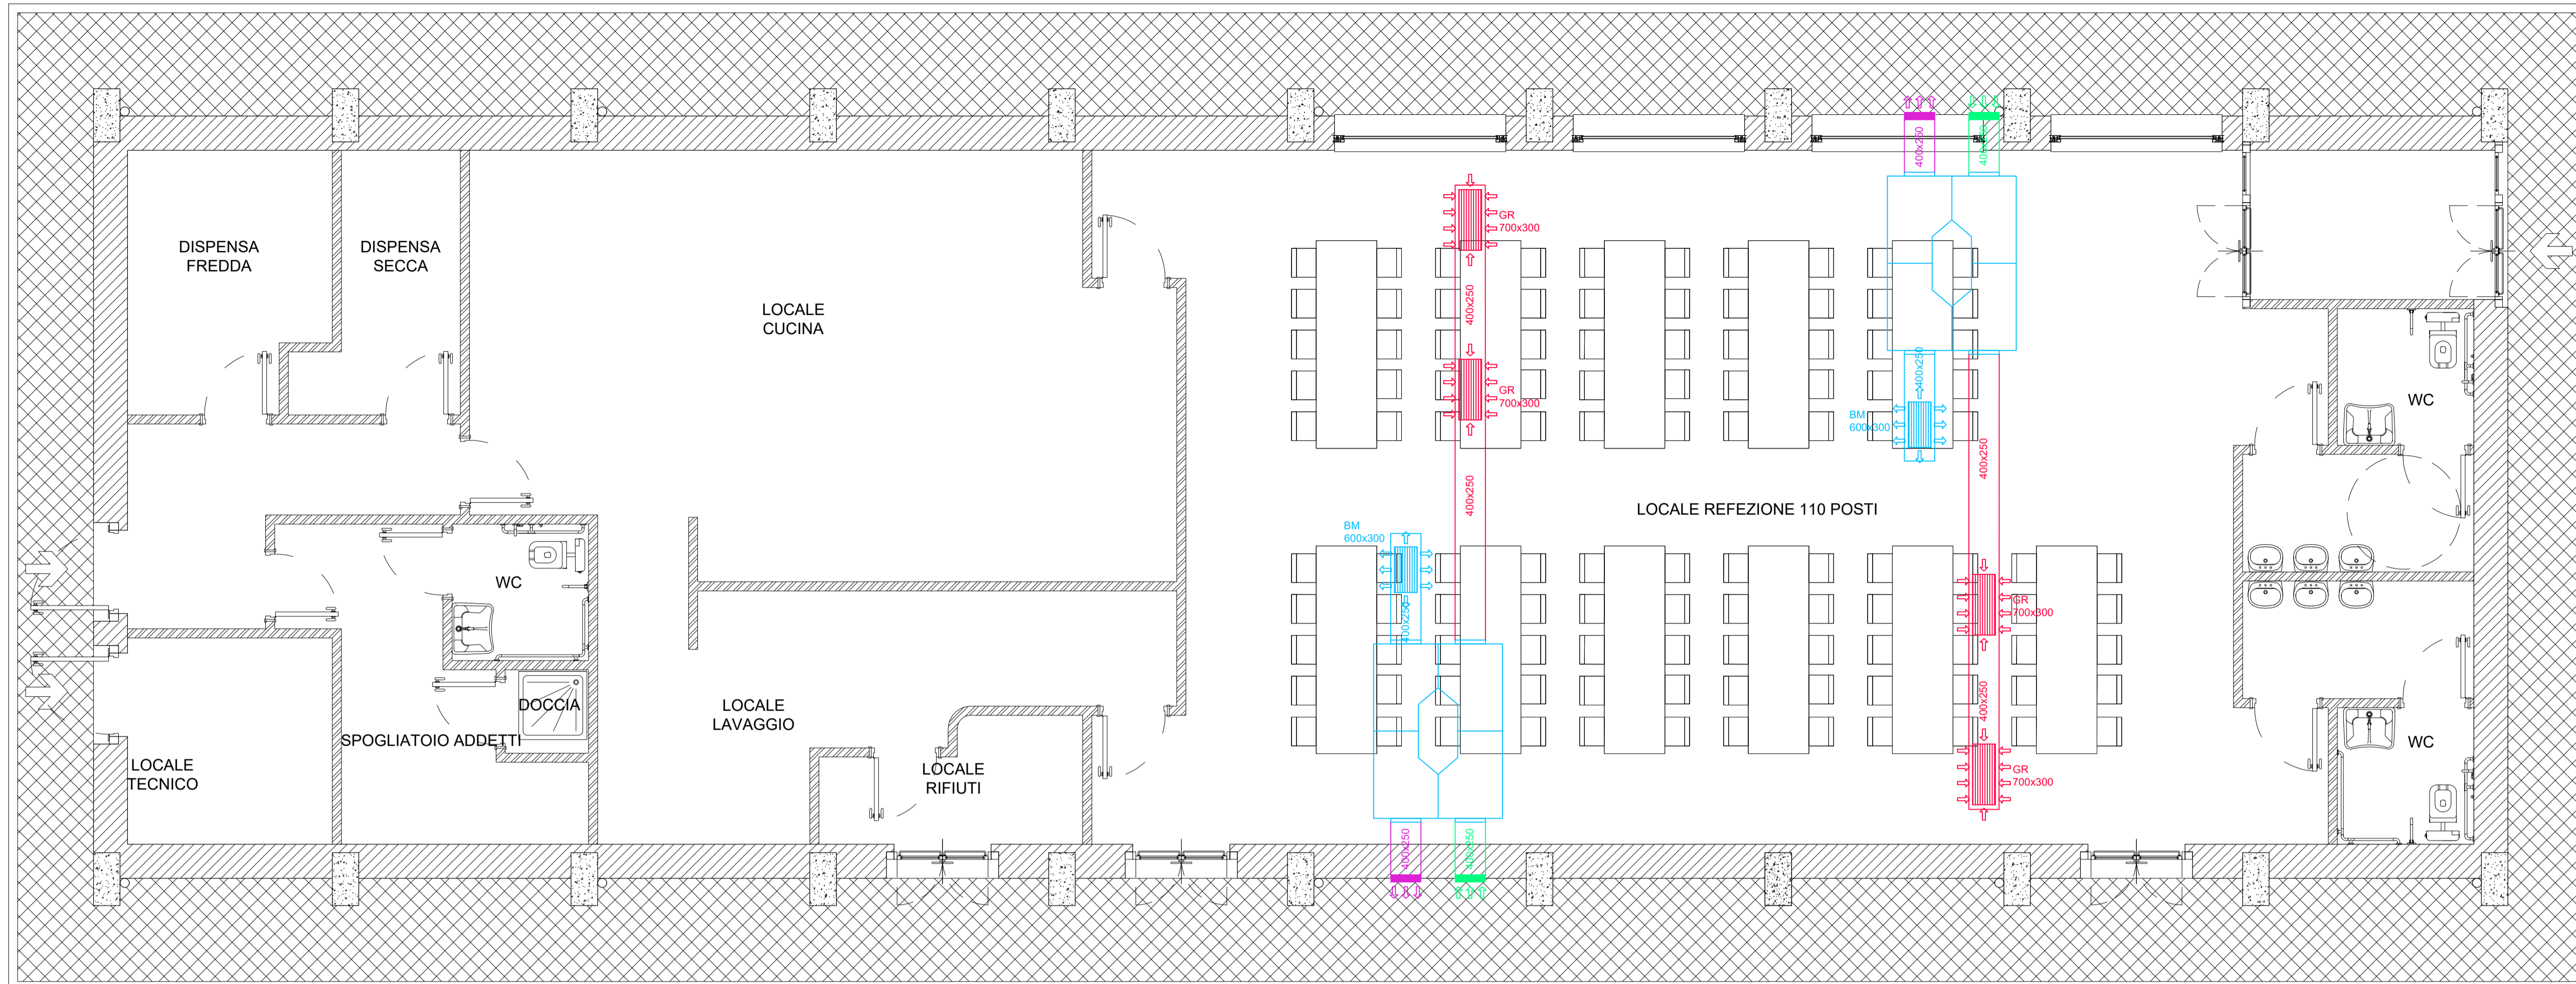 400x250
400x250
GR
700x300
DISPENSA
FREDDA
DISPENSA
SECCA
LOCALE
CUCINA
400x250
GR
700x300
400x250
BM
600x300
400x250
400x250
LOCALE REFEZIONE 110 POSTI
WC
BM
600x300
400x250
WC
GR
700x300
400x250
DOCCIA
LOCALE
LAVAGGIO
SPOGLIATOIO ADDETTI
LOCALE
TECNICO
LOCALE
RIFIUTI
GR
700x300
WC
400x250
400x250